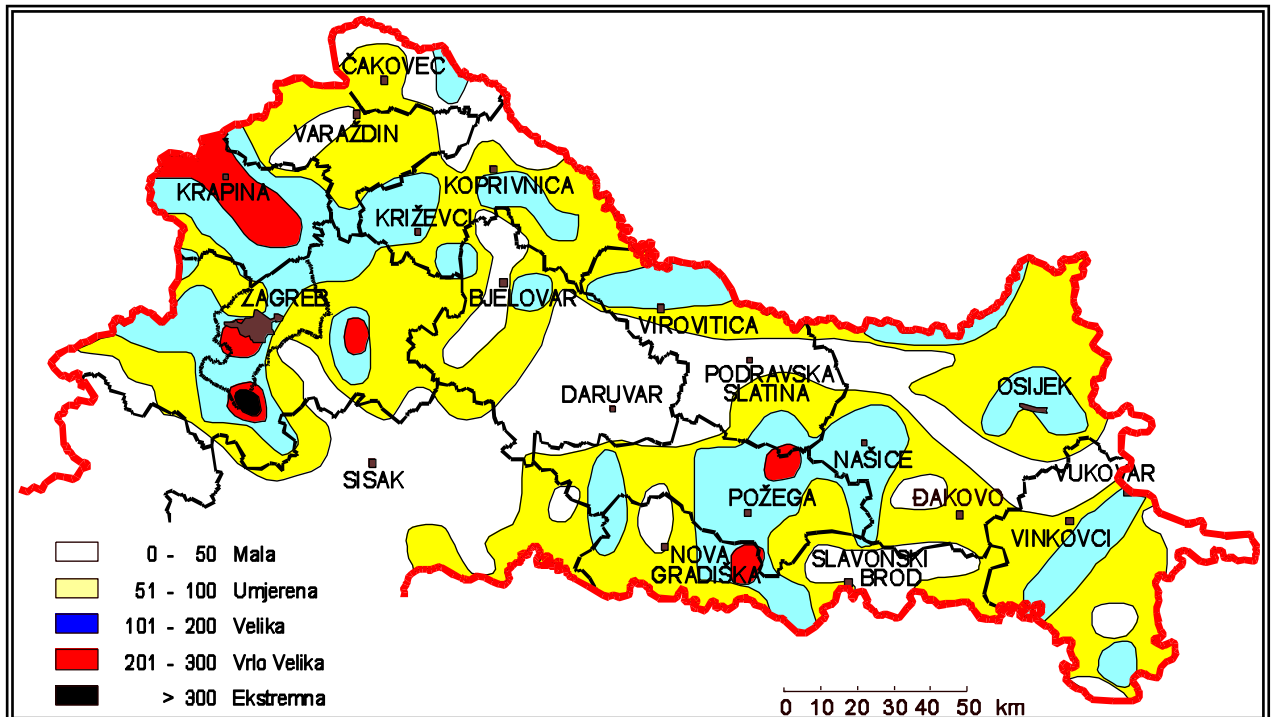 ČAKOVEC
VARAŽDIN
KRAPINA
KOPRIVNICA
KRIŽEVCI
ZAGREB
BJELOVAR
VIROVITICA
PODRAVSKA
SLATINA
DARUVAR
OSIJEK
NAŠICE
VUKOVAR
SISAK
POŽEGA
ĐAKOVO
VINKOVCI
NOVA
GRADIŠKA
SLAVONSKI
BROD
0 - 50 Mala
51 - 100 Umjerena
101 - 200 Velika
201 - 300 Vrlo Velika
> 300 Ekstremna
0 10 20 30 40 50 km